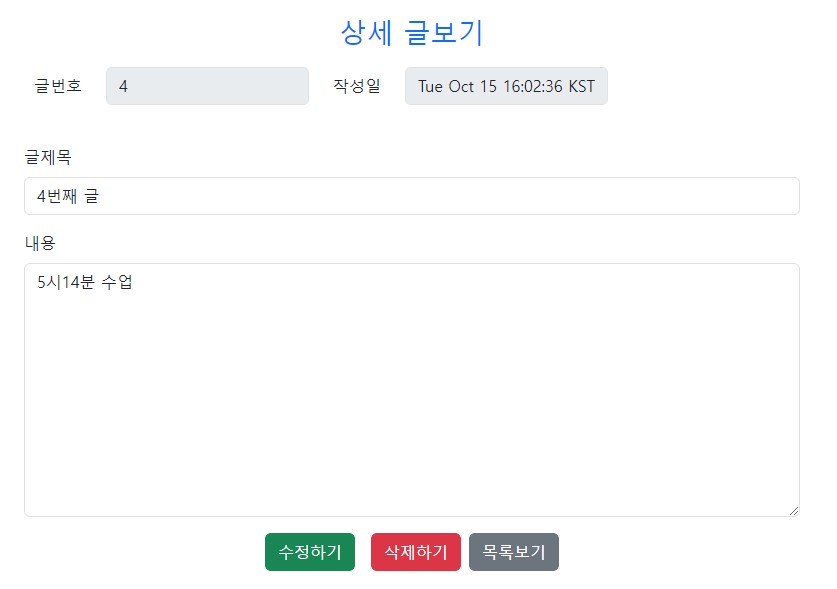 상세 글보기
글번호 4 작성일 Tue Oct 15 16:02:36 KST
글제목
4번째 글
내용
5시14분 수업
수정하기 삭제하기 목록보기